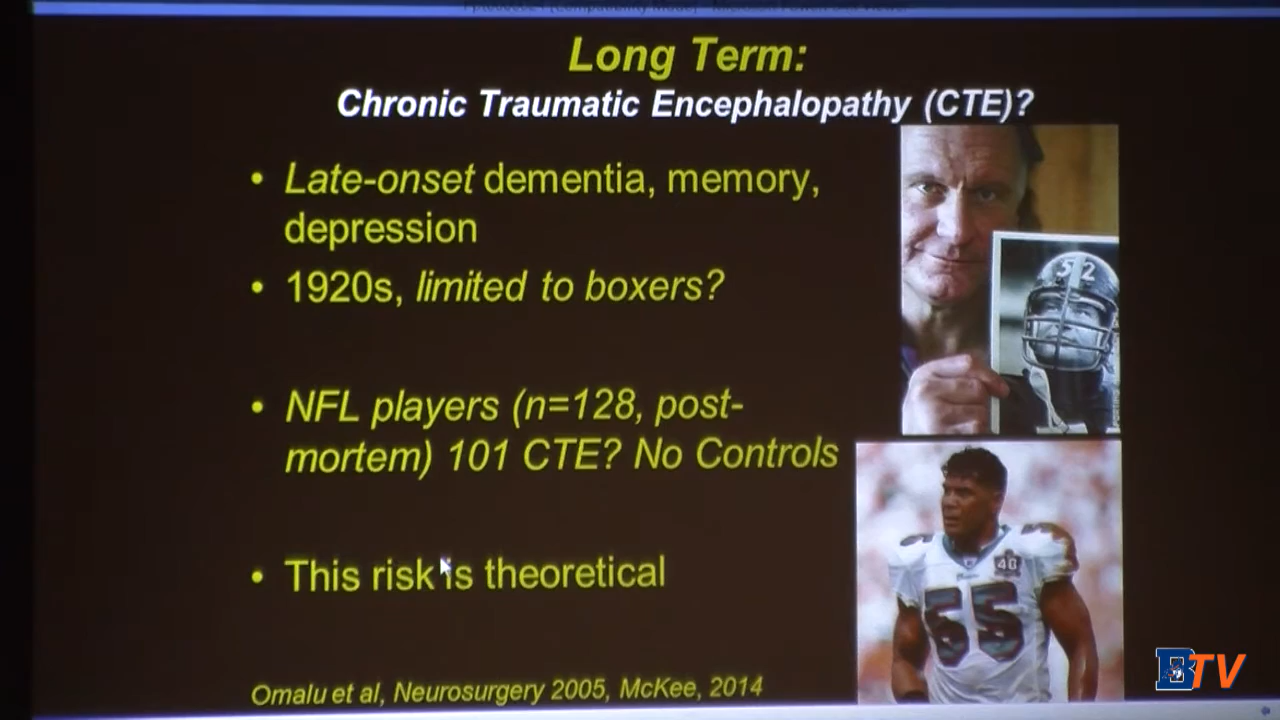 Long Term:
Chronic Traumatic Encephalopathy (CTE)?
• Late-onset dementia, memory,
depression
• 1920s, limited to boxers?
• NFL players (n=128, post-
mortem) 101 CTE? No Controls
• This risk is theoretical
Omalu et al, Neurosurgery 2005, McKee, 2014
52
40
55
BTV